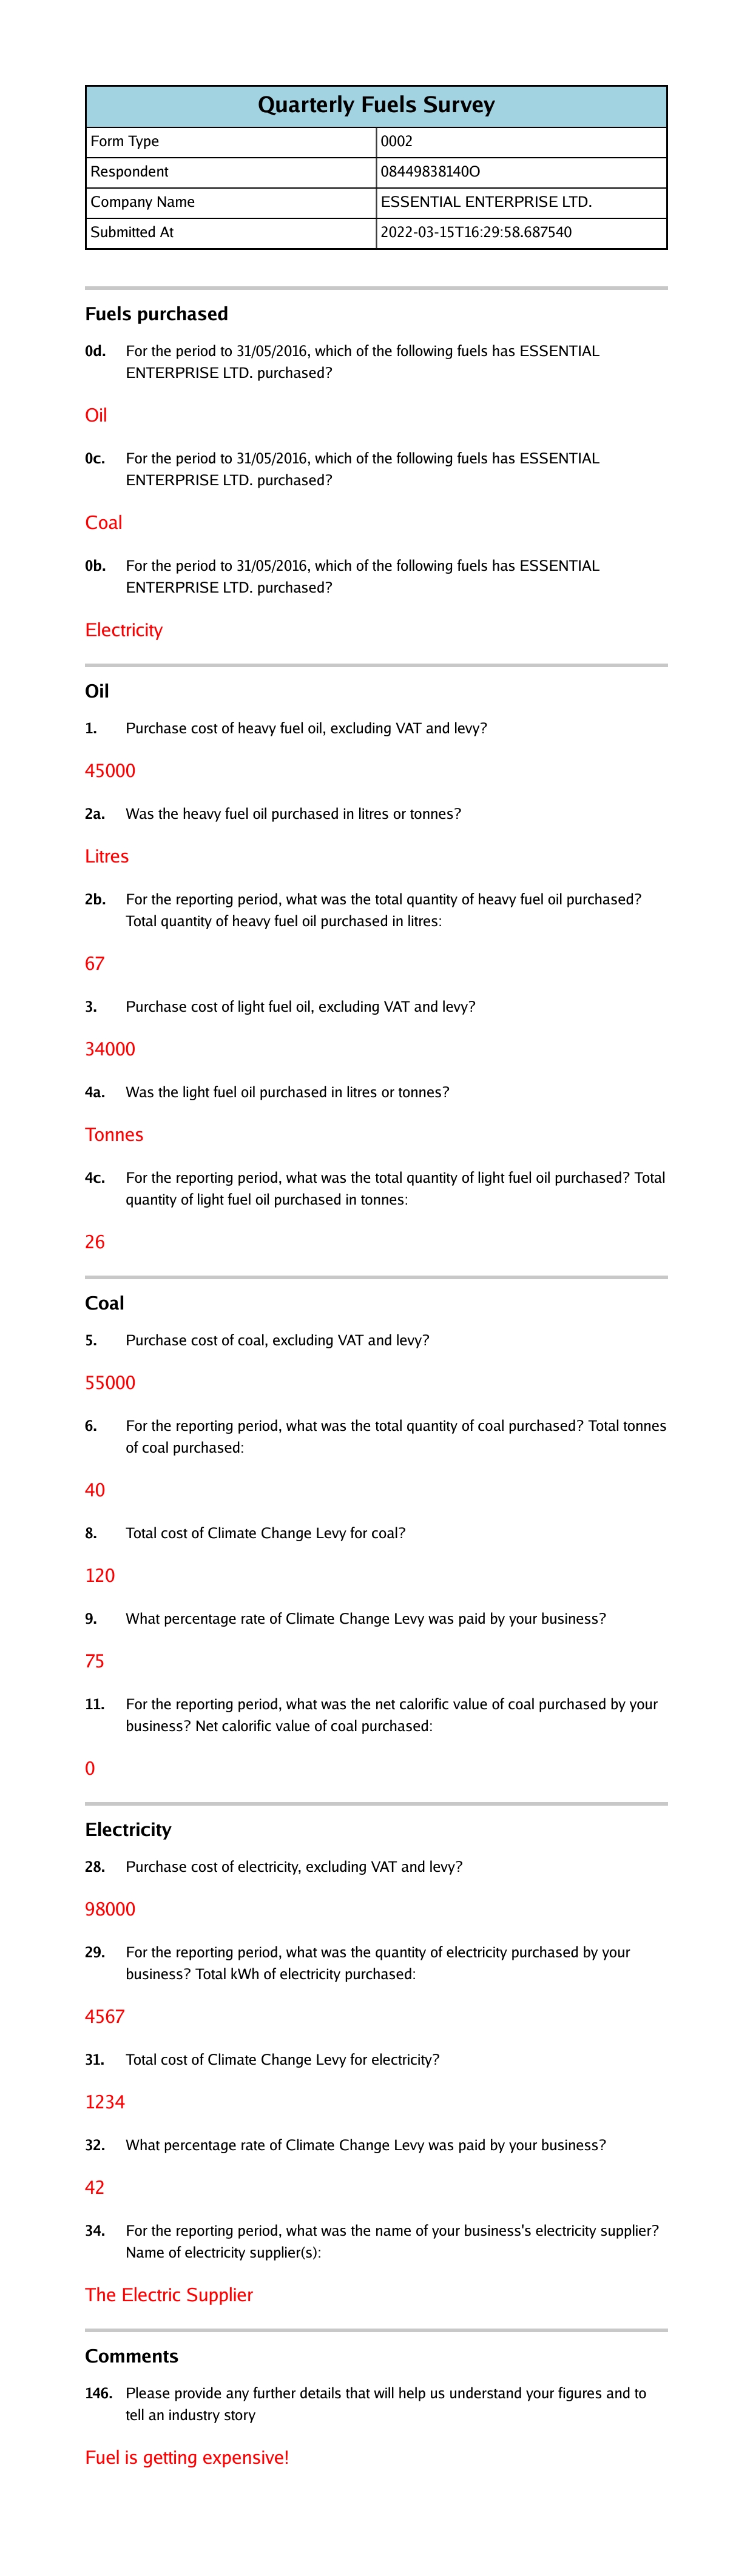 Quarterly Fuels Survey
Form Type 0002
Respondent 08449838140O
Company Name ESSENTIAL ENTERPRISE LTD.
Submitted At 2022-03-15T16:29:58.687540
Fuels purchased
0d. For the period to 31/05/2016, which of the following fuels has ESSENTIAL
ENTERPRISE LTD. purchased?
Oil
0c. For the period to 31/05/2016, which of the following fuels has ESSENTIAL
ENTERPRISE LTD. purchased?
Coal
0b. For the period to 31/05/2016, which of the following fuels has ESSENTIAL
ENTERPRISE LTD. purchased?
Electricity
Oil
1. Purchase cost of heavy fuel oil, excluding VAT and levy?
45000
2a. Was the heavy fuel oil purchased in litres or tonnes?
Litres
2b. For the reporting period, what was the total quantity of heavy fuel oil purchased?
Total quantity of heavy fuel oil purchased in litres:
67
3. Purchase cost of light fuel oil, excluding VAT and levy?
34000
4a. Was the light fuel oil purchased in litres or tonnes?
Tonnes
4c. For the reporting period, what was the total quantity of light fuel oil purchased? Total
quantity of light fuel oil purchased in tonnes:
26
Coal
5. Purchase cost of coal, excluding VAT and levy?
55000
6. For the reporting period, what was the total quantity of coal purchased? Total tonnes
of coal purchased:
40
8. Total cost of Climate Change Levy for coal?
120
9. What percentage rate of Climate Change Levy was paid by your business?
75
11. For the reporting period, what was the net calorific value of coal purchased by your
business? Net calorific value of coal purchased:
0
Electricity
28. Purchase cost of electricity, excluding VAT and levy?
98000
29. For the reporting period, what was the quantity of electricity purchased by your
business? Total kWh of electricity purchased:
4567
31. Total cost of Climate Change Levy for electricity?
1234
32. What percentage rate of Climate Change Levy was paid by your business?
42
34. For the reporting period, what was the name of your business's electricity supplier?
Name of electricity supplier(s):
The Electric Supplier
Comments
146. Please provide any further details that will help us understand your figures and to
tell an industry story
Fuel is getting expensive!